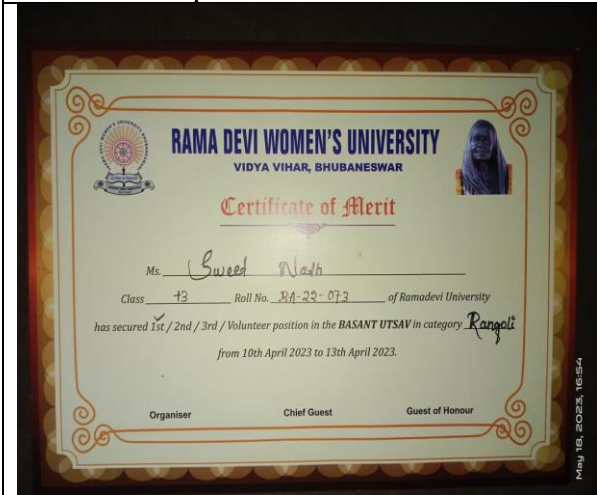 RAMA DEVI WOMEN'S UNIVERSITY
VIDYA VIHAR, BHUBANESWAR
Certificate of Merit
Ms. Sweed Nath
Class +3 Roll No. BA-22-073 of Ramadevi University
has secured 1st / 2nd / 3rd / Volunteer position in the BASANT UTSAV in category Rangoli
from 10th April 2023 to 13th April 2023.
Organiser Chief Guest Guest of Honour
May 18, 2023, 16:54